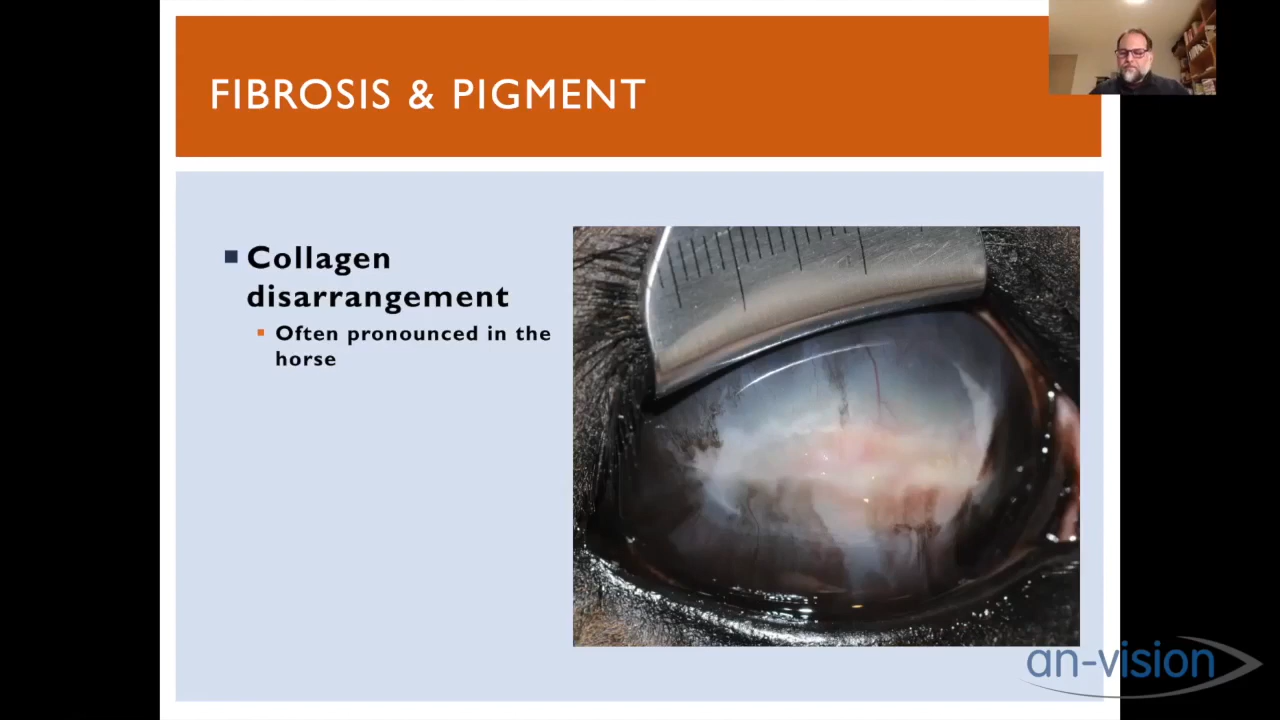 FIBROSIS & PIGMENT
Collagen
disarrangement
Often pronounced in the
horse
an-vision